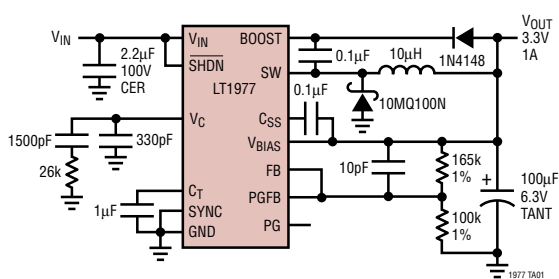 VIN
2.2µF
100V
CER
1500pF
330pF
26k
1µF
VIN
SHDN
LT1977
VC
CT
SYNC
GND
BOOST
SW
CSS
VBIAS
FB
PGFB
PG
0.1µF
10µH
1N4148
VOUT
3.3V
1A
0.1µF
10MQ100N
10pF
165k
1%
100k
1%
+
100µF
6.3V
TANT
1977 TA01